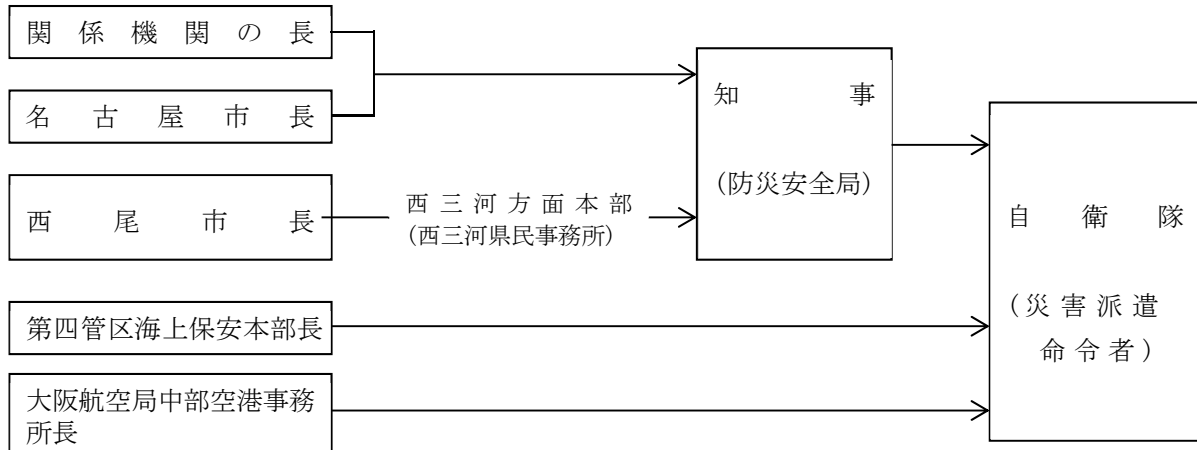 関係機関の長
名古屋市長
西尾市長
西三河方面本部
(西三河県民事務所)
知事
(防災安全局)
自衛隊
(災害派遣
命令者)
第四管区海上保安本部長
大阪航空局中部空港事務
所長